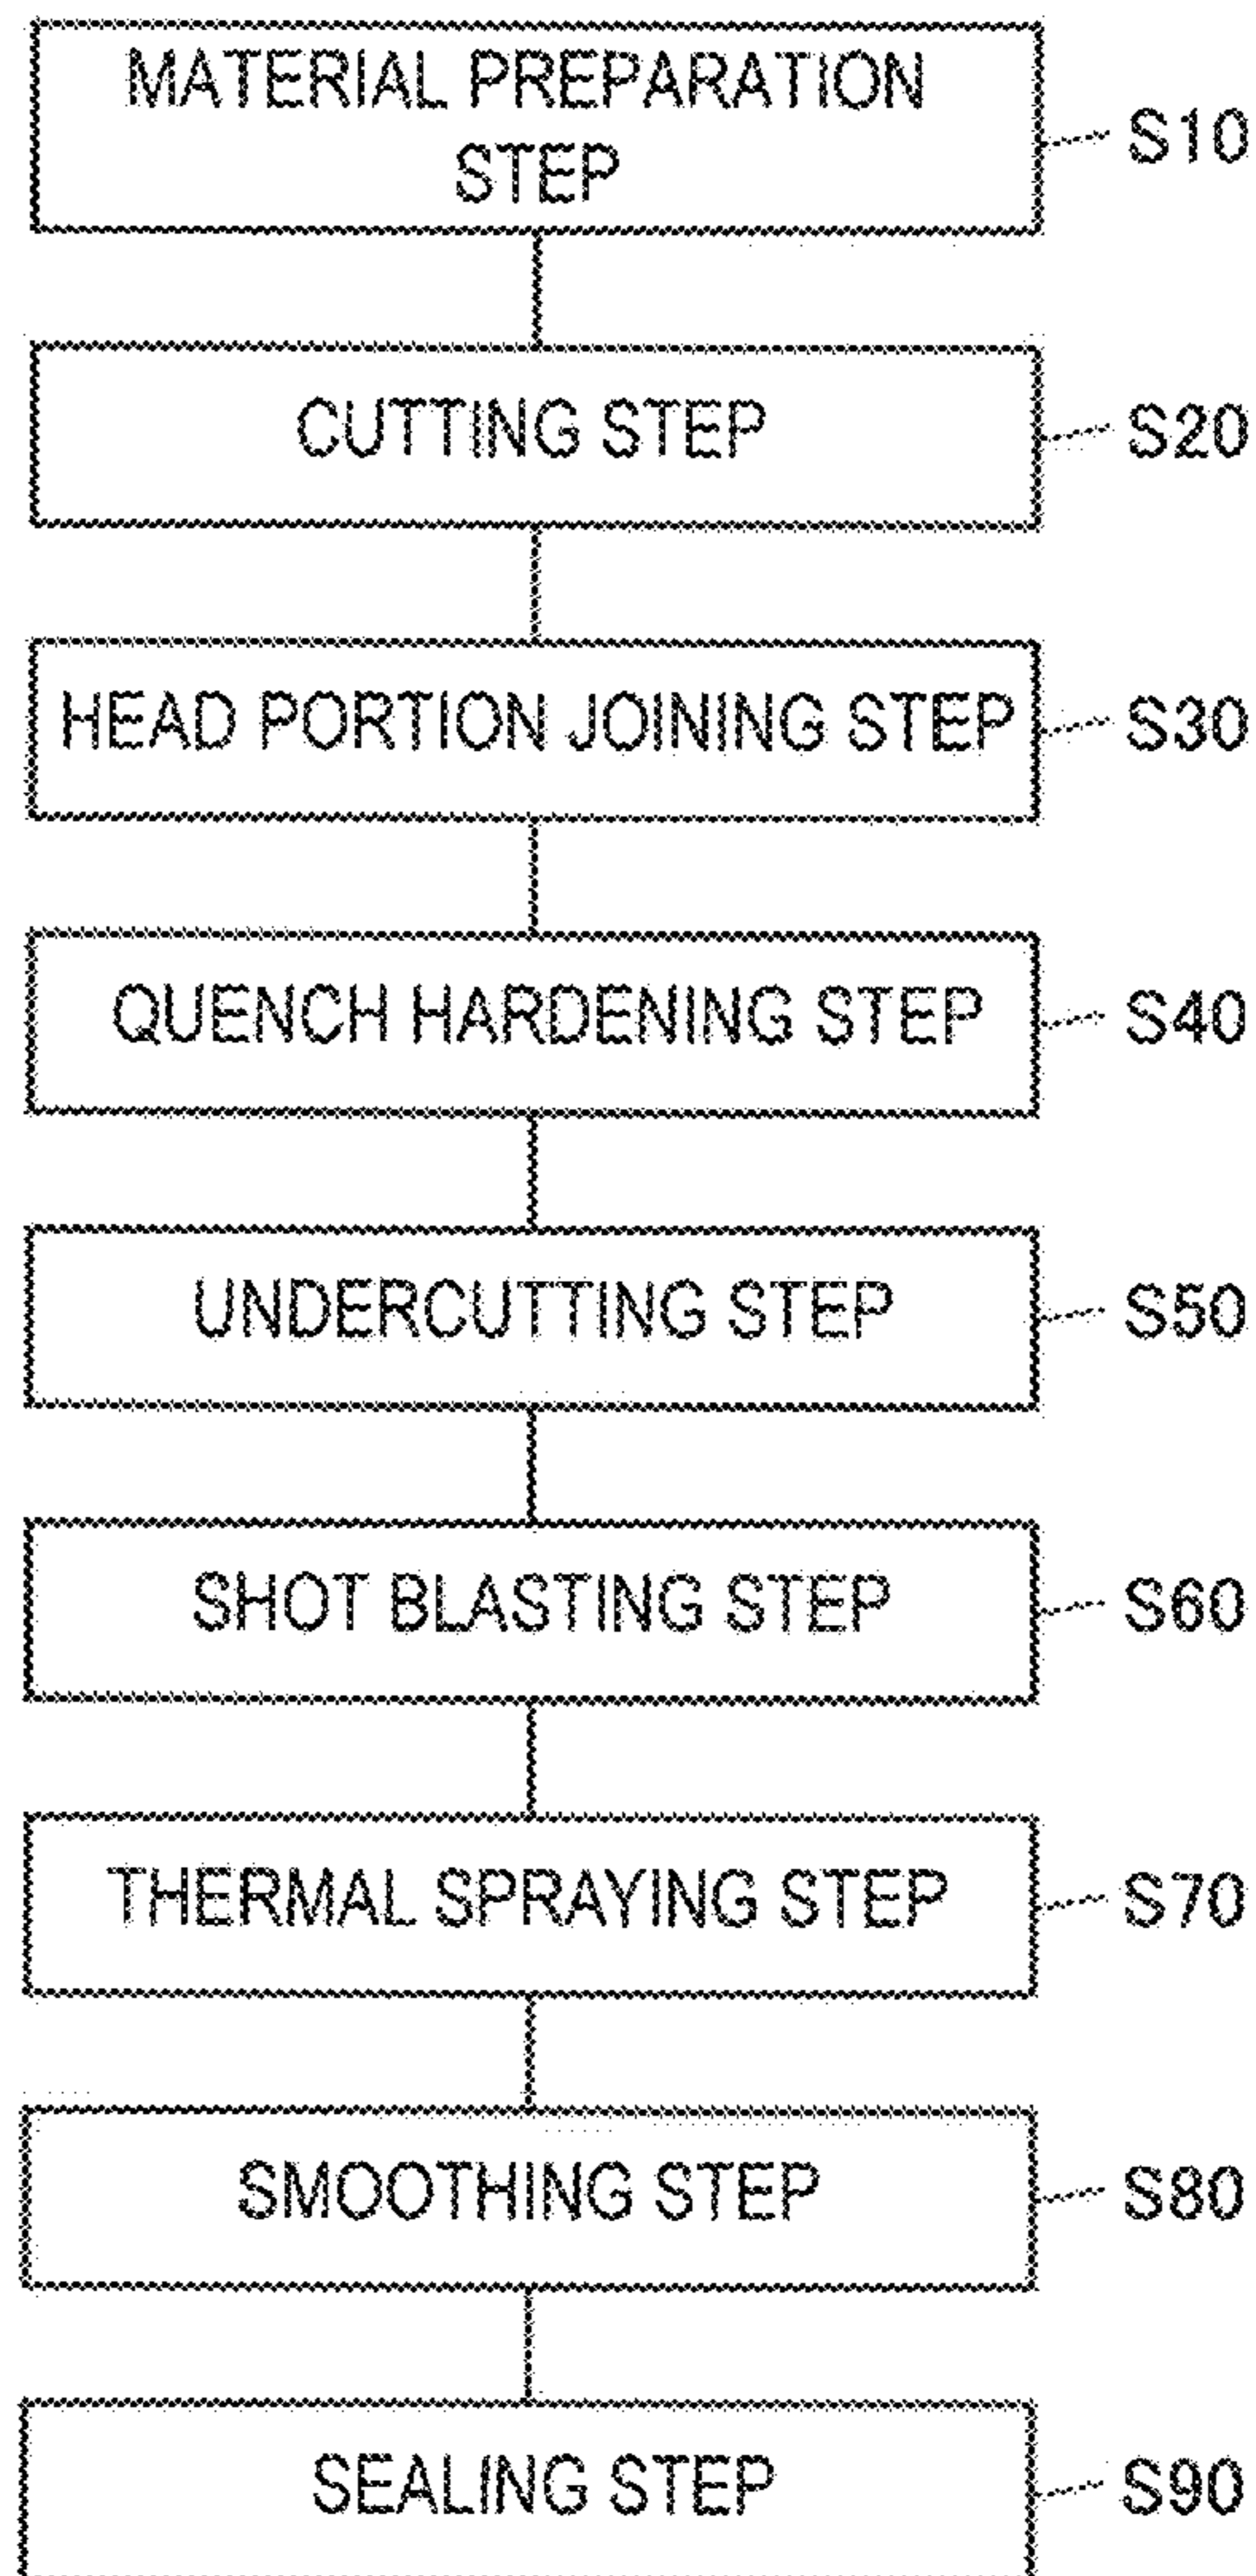 MATERIAL PREPARATION
STEP
S10
CUTTING STEP
S20
HEAD PORTION JOINING STEP
S30
QUENCH HARDENING STEP
S40
UNDERCUTTING STEP
S50
SHOT BLASTING STEP
S60
THERMAL SPRAYING STEP
S70
SMOOTHING STEP
S80
SEALING STEP
S90